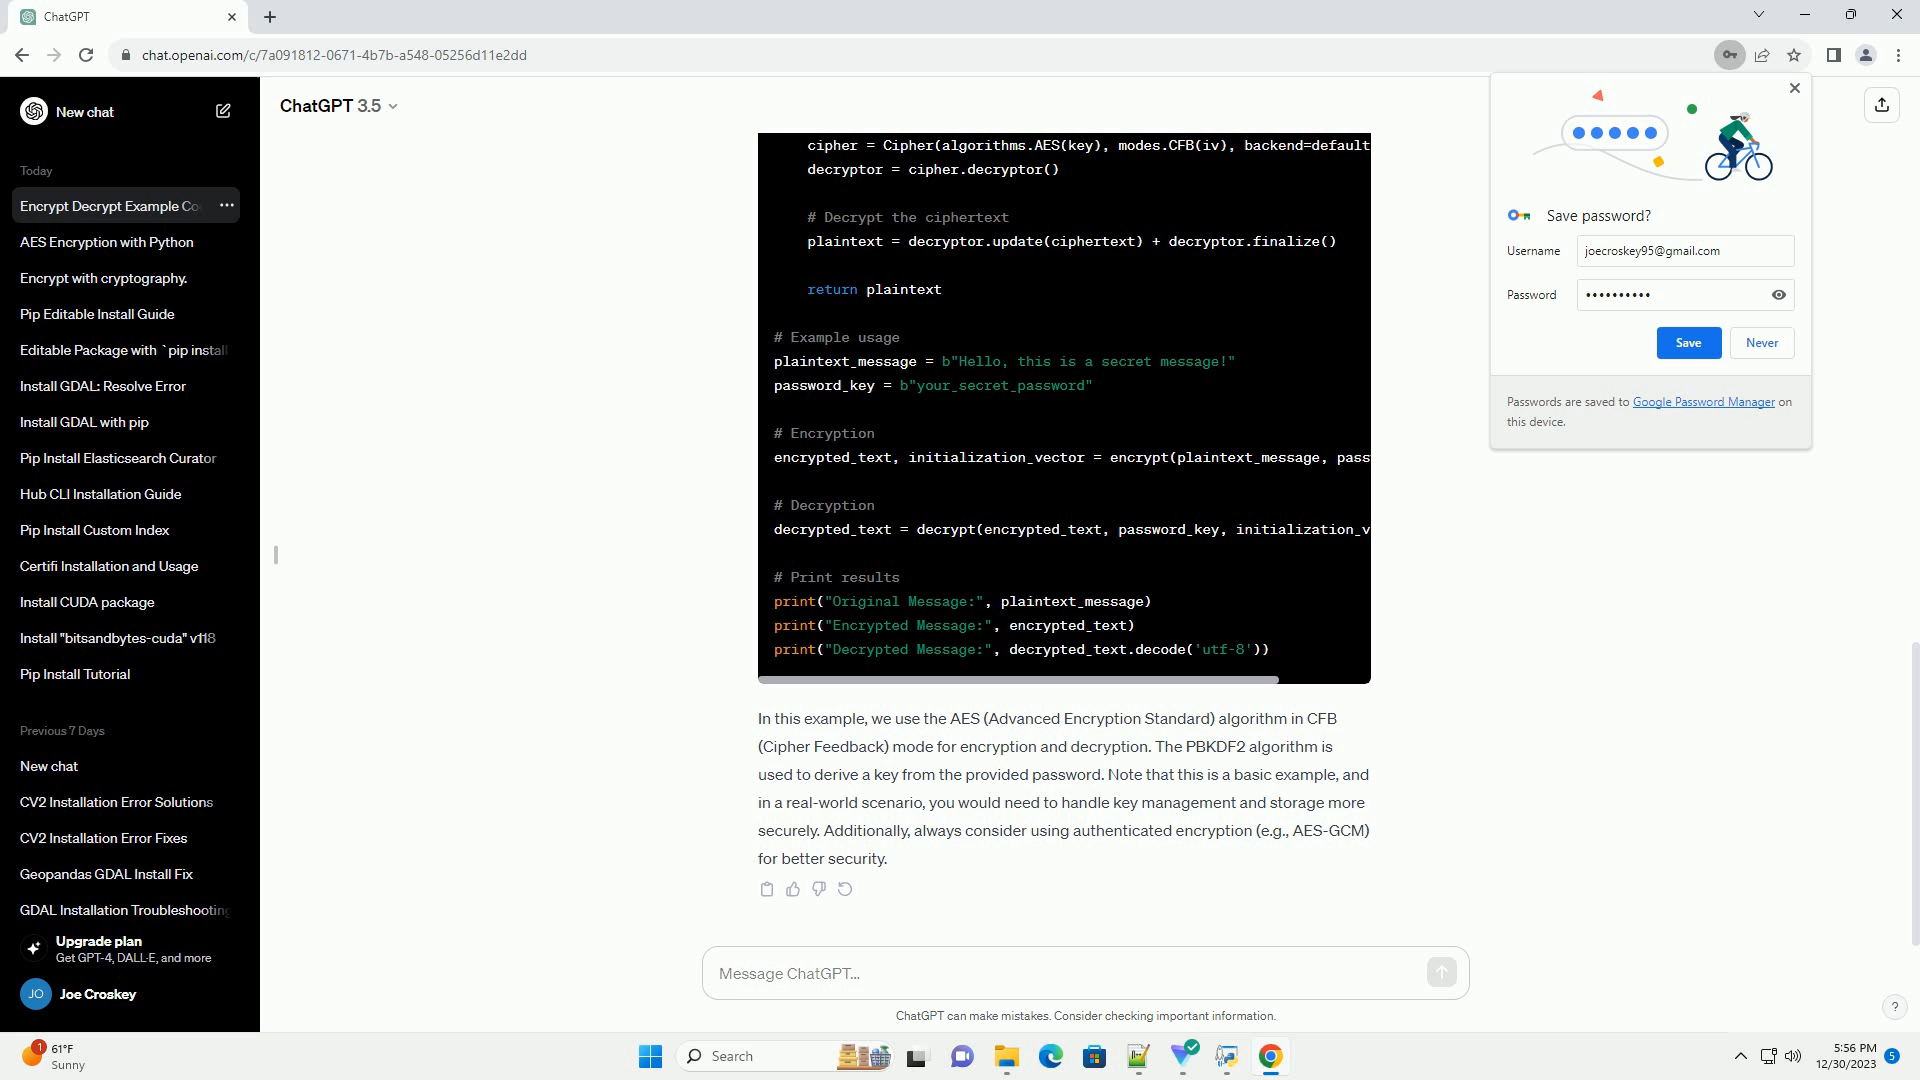 ChatGPT
chat.openai.com/c/7a091812-0671-4b7b-a548-05256d11e2dd
New chat
Today
Encrypt Decrypt Example Co
AES Encryption with Python
Encrypt with cryptography.
Pip Editable Install Guide
Editable Package with `pip install
Install GDAL: Resolve Error
Install GDAL with pip
Pip Install Elasticsearch Curator
Hub CLI Installation Guide
Pip Install Custom Index
Certifi Installation and Usage
Install CUDA package
Install "bitsandbytes-cuda" v118
Pip Install Tutorial
Previous 7 Days
New chat
CV2 Installation Error Solutions
CV2 Installation Error Fixes
Geopandas GDAL Install Fix
GDAL Installation Troubleshooting
Upgrade plan
Get GPT-4, DALL·E, and more
JO Joe Croskey
ChatGPT 3.5
cipher = Cipher(algorithms.AES(key), modes.CFB(iv), backend=default
decryptor = cipher.decryptor()
# Decrypt the ciphertext
plaintext = decryptor.update(ciphertext) + decryptor.finalize()
return plaintext
# Example usage
plaintext_message = b"Hello, this is a secret message!"
password_key = b"your_secret_password"
# Encryption
encrypted_text, initialization_vector = encrypt(plaintext_message, pass
# Decryption
decrypted_text = decrypt(encrypted_text, password_key, initialization_v
# Print results
print("Original Message:", plaintext_message)
print("Encrypted Message:", encrypted_text)
print("Decrypted Message:", decrypted_text.decode('utf-8'))
In this example, we use the AES (Advanced Encryption Standard) algorithm in CFB
(Cipher Feedback) mode for encryption and decryption. The PBKDF2 algorithm is
used to derive a key from the provided password. Note that this is a basic example, and
in a real-world scenario, you would need to handle key management and storage more
securely. Additionally, always consider using authenticated encryption (e.g., AES-GCM)
for better security.
Message ChatGPT...
ChatGPT can make mistakes. Consider checking important information.
?
Save password?
Username joecroskey95@gmail.com
Password ••••••••••
Save Never
Passwords are saved to Google Password Manager on
this device.
1
61°F
Sunny
Search
5:56 PM
12/30/2023
5